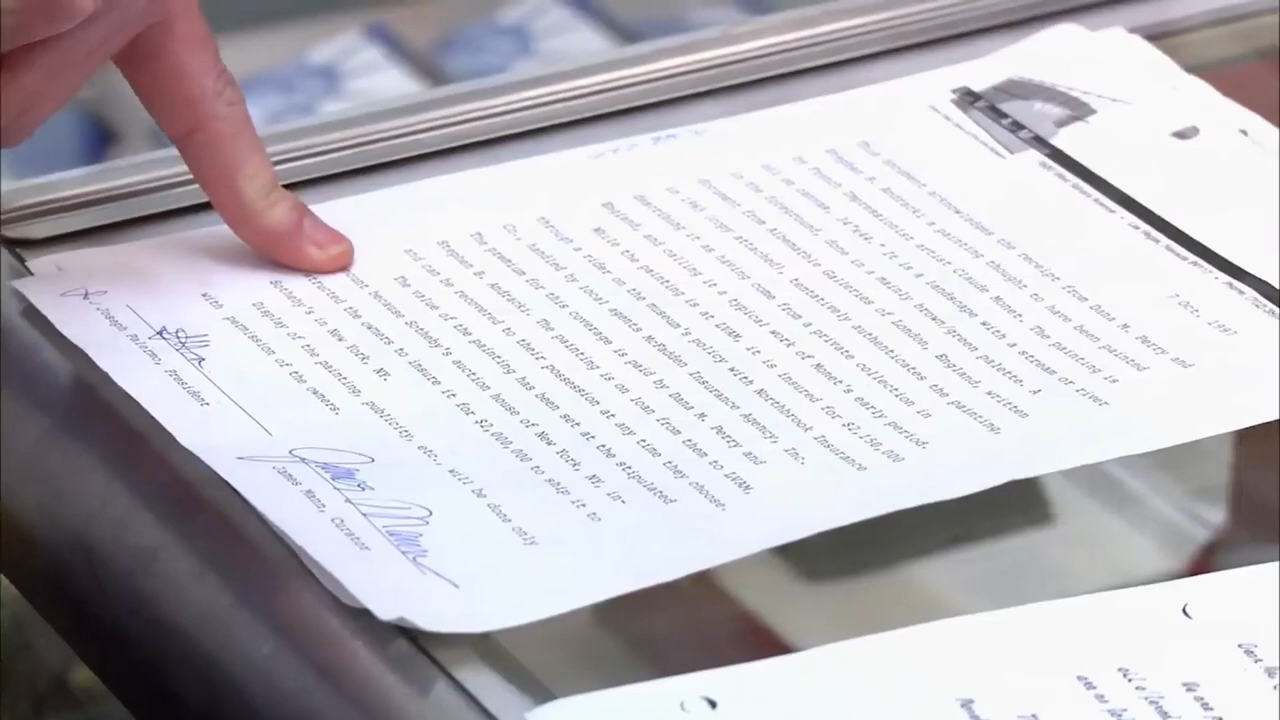 7 Oct. 1987
This document acknowledges the receipt from Dana M. Perry and
Stephen B. Andracki a painting thought to have been painted
by French Impressionist artist Claude Monet. The painting is
oil on canvas, It is a landscape with a stream or river
in the foreground, done in a mainly brown/green palette. A
document from Galleries of London, England, written
in 1961 (copy attached), tentatively authenticates the painting,
describing it as having come from a private collection in
England, and calling it a typical work of Monet's early period.
While the painting is at LVAM, it is insured for $2,150,000
through a rider on the museum's policy with Northbrook Insurance
Co., handled by local agents McFadden Insurance Agency, Inc.
The premium for this coverage is paid by Dana M. Perry and
Stephen B. Andracki. The painting is on loan from them to LVAM,
and can be recovered to their possession at any time they choose.
The value of the painting has been set at the stipulated
because Sotheby's auction house of New York, NY, in-
the owners to insure it for $2,000,000 to ship it to
Sotheby's in New York, NY.
Display of the painting, publicity, etc., will be done only
with permission of the owners.
Joseph Palermo, President
James Mann
James Mann, Curator